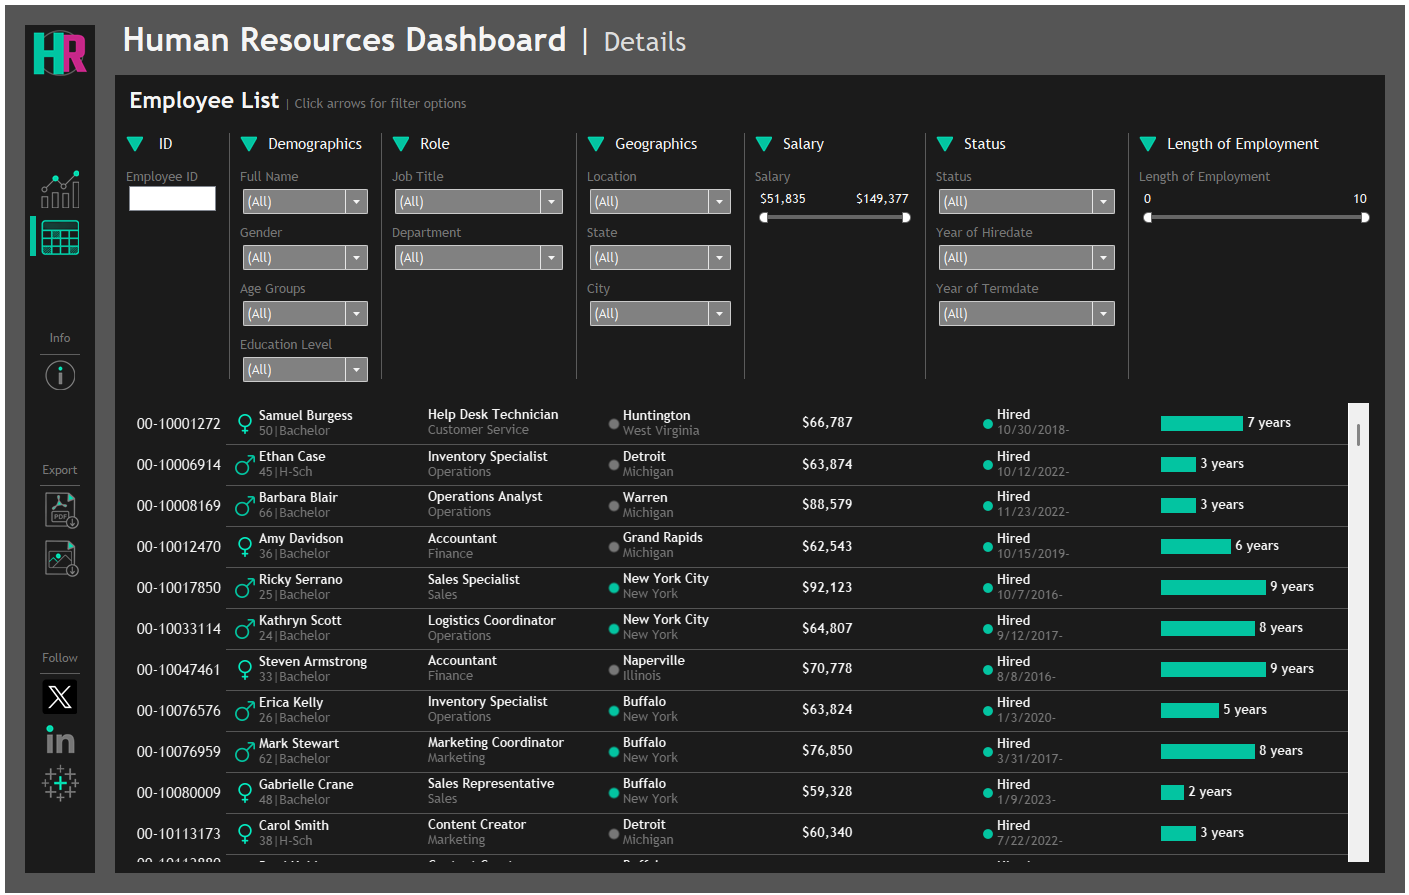 HR
Human Resources Dashboard | Details
Employee List | Click arrows for filter options
ID Demographics Role Geographics Salary Status Length of Employment
Employee ID Full Name Job Title Location Salary Status Length of Employment
(All) (All) (All) $51,835 $149,377 (All) 0 10
Gender Department State Year of Hiredate
(All) (All) (All) (All)
Age Groups City Year of Termdate
(All) (All) (All)
Education Level
(All)
Info
Export
PDF
Follow
X
in
00-10001272 Samuel Burgess Help Desk Technician Huntington $66,787 Hired 7 years
50|Bachelor Customer Service West Virginia 10/30/2018-
00-10006914 Ethan Case Inventory Specialist Detroit $63,874 Hired 3 years
45|H-Sch Operations Michigan 10/12/2022-
00-10008169 Barbara Blair Operations Analyst Warren $88,579 Hired 3 years
66|Bachelor Operations Michigan 11/23/2022-
00-10012470 Amy Davidson Accountant Grand Rapids $62,543 Hired 6 years
36|Bachelor Finance Michigan 10/15/2019-
00-10017850 Ricky Serrano Sales Specialist New York City $92,123 Hired 9 years
25|Bachelor Sales New York 10/7/2016-
00-10033114 Kathryn Scott Logistics Coordinator New York City $64,807 Hired 8 years
24|Bachelor Operations New York 9/12/2017-
00-10047461 Steven Armstrong Accountant Naperville $70,778 Hired 9 years
33|Bachelor Finance Illinois 8/8/2016-
00-10076576 Erica Kelly Inventory Specialist Buffalo $63,824 Hired 5 years
26|Bachelor Operations New York 1/3/2020-
00-10076959 Mark Stewart Marketing Coordinator Buffalo $76,850 Hired 8 years
62|Bachelor Marketing New York 3/31/2017-
00-10080009 Gabrielle Crane Sales Representative Buffalo $59,328 Hired 2 years
48|Bachelor Sales New York 1/9/2023-
00-10113173 Carol Smith Content Creator Detroit $60,340 Hired 3 years
38|H-Sch Marketing Michigan 7/22/2022-